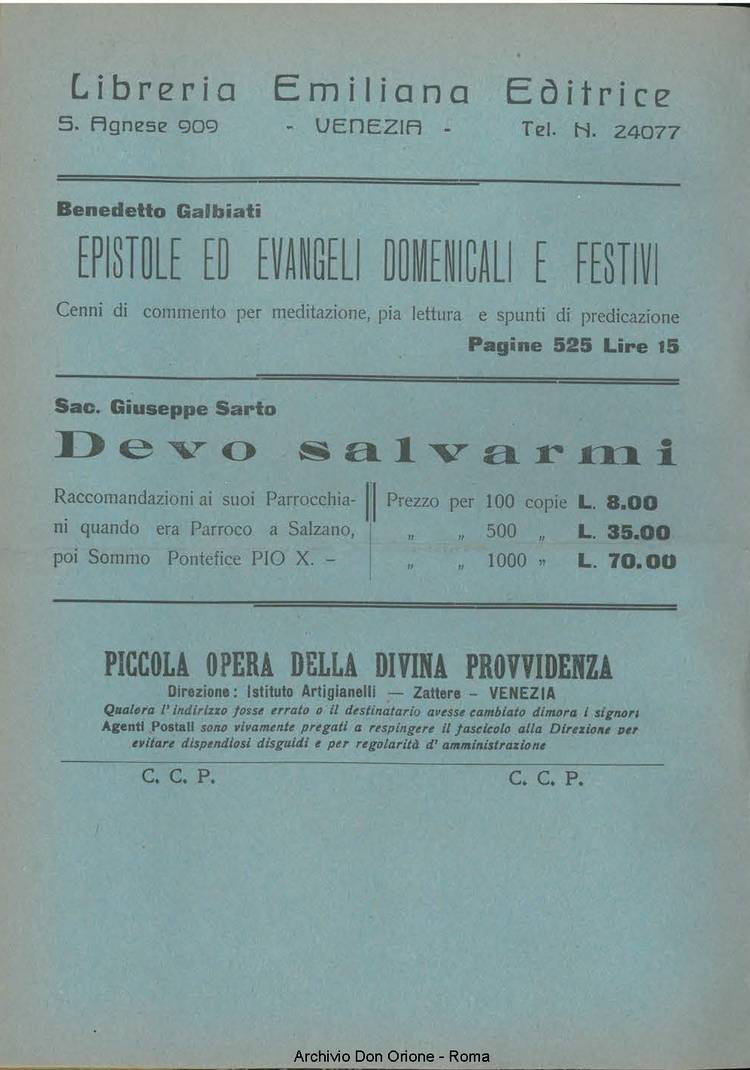 Libreria Emiliana Editrice
S. Agnese 909 - VENEZIA - Tel. N. 24077
Benedetto Galbiati
EPISTOLE ED EVANGELI DOMENICALI E FESTIVI
Cenni di commento per meditazione, pia lettura e spunti di predicazione
Pagine 525 Lire 15
Sac. Giuseppe Sarto
Devo salvarmi
Raccomandazioni ai suoi Parrocchia-
ni quando era Parroco a Salzano,
poi Sommo Pontefice PIO X. -
Prezzo per 100 copie L. 8.00
„ „ 500 „ L. 35.00
„ „ 1000 „ L. 70.00
PICCOLA OPERA DELLA DIVINA PROVVIDENZA
Direzione: Istituto Artigianelli — Zattere - VENEZIA
Qualora l' indirizzo fosse errato o il destinatario avesse cambiato dimora i signori
Agenti Postali sono vivamente pregati a respingere il fascicolo alla Direzione per
evitare dispendiosi disguidi e per regolarità d' amministrazione
C. C. P. C. C. P.
Archivio Don Orione - Roma